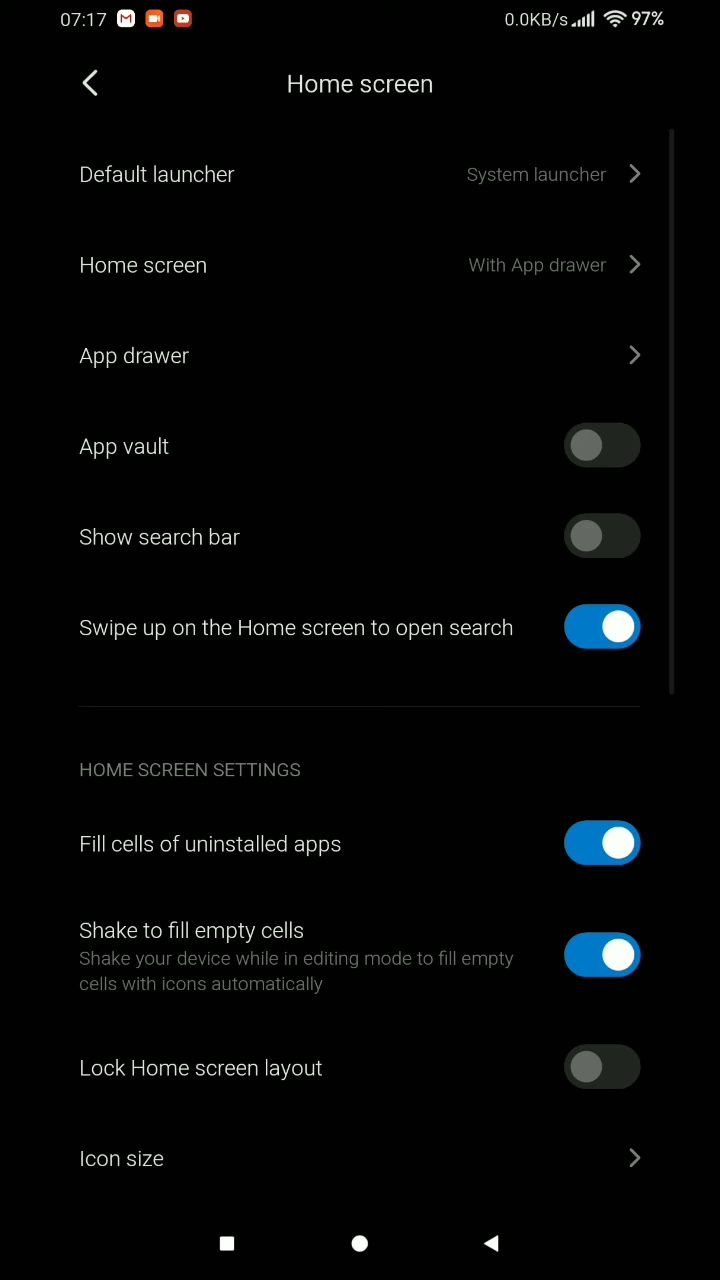 07:17
0.0KB/s
97%
Home screen
Default launcher
System launcher
Home screen
With App drawer
App drawer
App vault
Show search bar
Swipe up on the Home screen to open search
HOME SCREEN SETTINGS
Fill cells of uninstalled apps
Shake to fill empty cells
Shake your device while in editing mode to fill empty
cells with icons automatically
Lock Home screen layout
Icon size